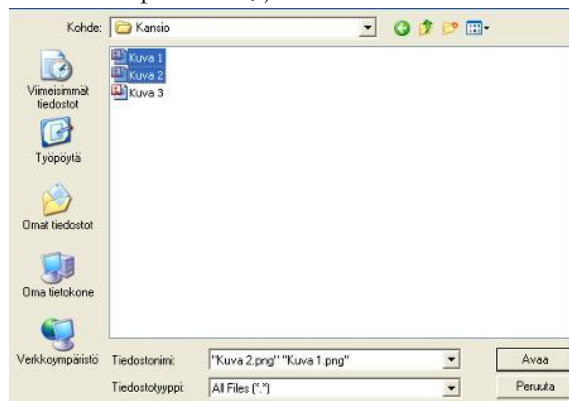 Kohde: Kansio
Kuva 1
Kuva 2
Kuva 3
Viimeisimmät
tiedostot
Työpöytä
Omat tiedostot
Oma tietokone
Verkkoympäristö
Tiedostonimi: "Kuva 2.png" "Kuva 1.png" Avaa
Tiedostotyyppi: All Files (*.*) Peruuta